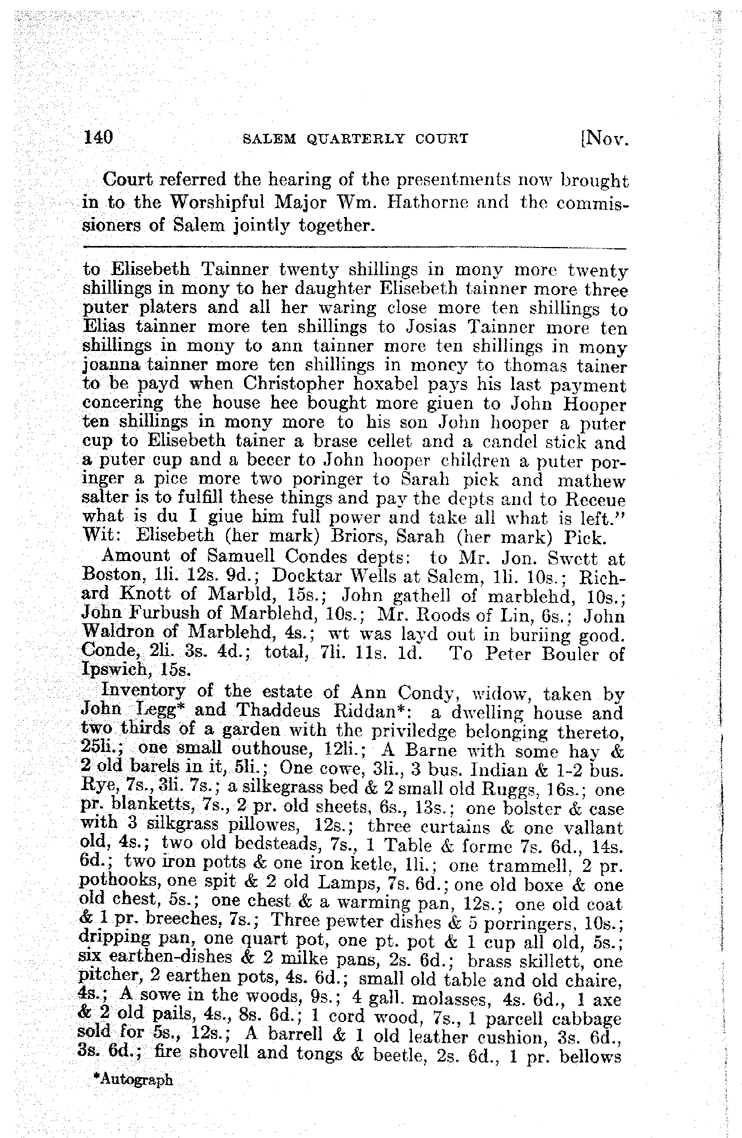 140 SALEM QUARTERLY COURT [Nov.
Court referred the hearing of the presentments now brought
in to the Worshipful Major Wm. Hathorne and the commis-
sioners of Salem jointly together.
to Elisebeth Tainner twenty shillings in mony more twenty
shillings in mony to her daughter Elisebeth tainner more three
puter platers and all her waring close more ten shillings to
Elias tainner more ten shillings to Josias Tainner more ten
shillings in mony to ann tainner more ten shillings in mony
joanna tainner more ten shillings in money to thomas tainer
to be payd when Christopher hoxabel pays his last payment
concering the house hee bought more giuen to John Hooper
ten shillings in mony more to his son John hooper a puter
cup to Elisebeth tainer a brase cellet and a candel stick and
a puter cup and a becer to John hooper children a puter por-
inger a pice more two poringer to Sarah pick and mathew
salter is to fulfill these things and pay the depts and to Receue
what is du I giue him full power and take all what is left."
Wit: Elisebeth (her mark) Briors, Sarah (her mark) Pick.
Amount of Samuell Condes depts: to Mr. Jon. Swett at
Boston, 1li. 12s. 9d.; Docktar Wells at Salem, 1li. 10s.; Rich-
ard Knott of Marbld, 15s.; John gathell of marblehd, 10s.;
John Furbush of Marblehd, 10s.; Mr. Roods of Lin, 6s.; John
Waldron of Marblehd, 4s.; wt was layd out in buriing good.
Conde, 2li. 3s. 4d.; total, 7li. 11s. 1d. To Peter Bouler of
Ipswich, 15s.
Inventory of the estate of Ann Condy, widow, taken by
John Legg* and Thaddeus Riddan*: a dwelling house and
two thirds of a garden with the priviledge belonging thereto,
25li.; one small outhouse, 12li.; A Barne with some hay &
2 old barels in it, 5li.; One cowe, 3li., 3 bus. Indian & 1-2 bus.
Rye, 7s., 3li. 7s.; a silkegrass bed & 2 small old Ruggs, 16s.; one
pr. blanketts, 7s., 2 pr. old sheets, 6s., 13s.; one bolster & case
with 3 silkgrass pillowes, 12s.; three curtains & one vallant
old, 4s.; two old bedsteads, 7s., 1 Table & forme 7s. 6d., 14s.
6d.; two iron potts & one iron ketle, 1li.; one trammell, 2 pr.
pothooks, one spit & 2 old Lamps, 7s. 6d.; one old boxe & one
old chest, 5s.; one chest & a warming pan, 12s.; one old coat
& 1 pr. breeches, 7s.; Three pewter dishes & 5 porringers, 10s.;
dripping pan, one quart pot, one pt. pot & 1 cup all old, 5s.;
six earthen-dishes & 2 milke pans, 2s. 6d.; brass skillett, one
pitcher, 2 earthen pots, 4s. 6d.; small old table and old chaire,
4s.; A sowe in the woods, 9s.; 4 gall. molasses, 4s. 6d., 1 axe
& 2 old pails, 4s., 8s. 6d.; 1 cord wood, 7s., 1 parcell cabbage
sold for 5s., 12s.; A barrell & 1 old leather cushion, 3s. 6d.,
3s. 6d.; fire shovell and tongs & beetle, 2s. 6d., 1 pr. bellows
*Autograph